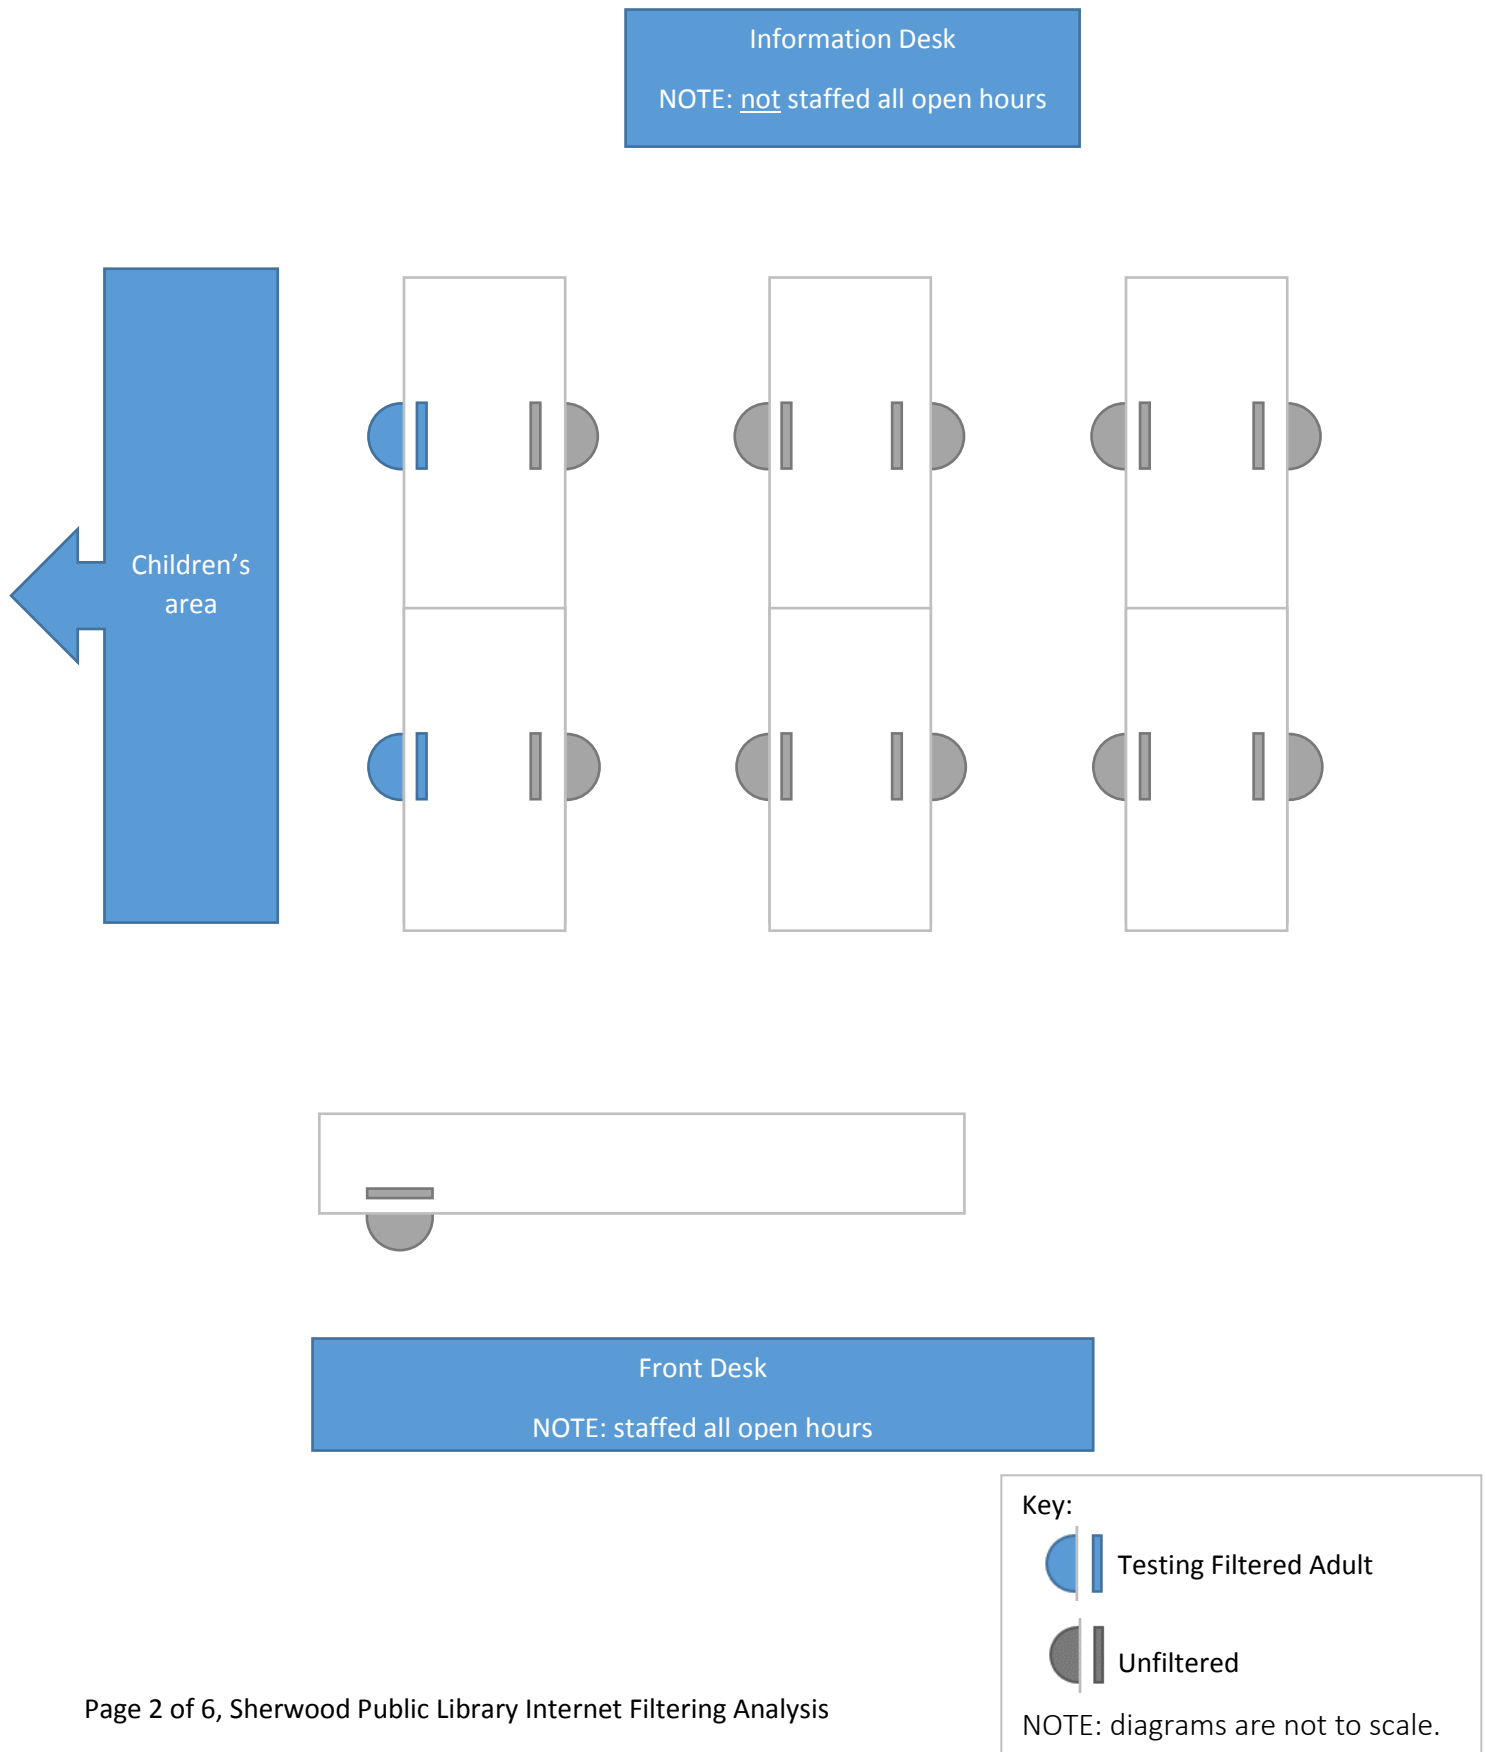 Information Desk
NOTE: not staffed all open hours
Children’s
area
Front Desk
NOTE: staffed all open hours
Key:
Testing Filtered Adult
Unfiltered
NOTE: diagrams are not to scale.
Page 2 of 6, Sherwood Public Library Internet Filtering Analysis